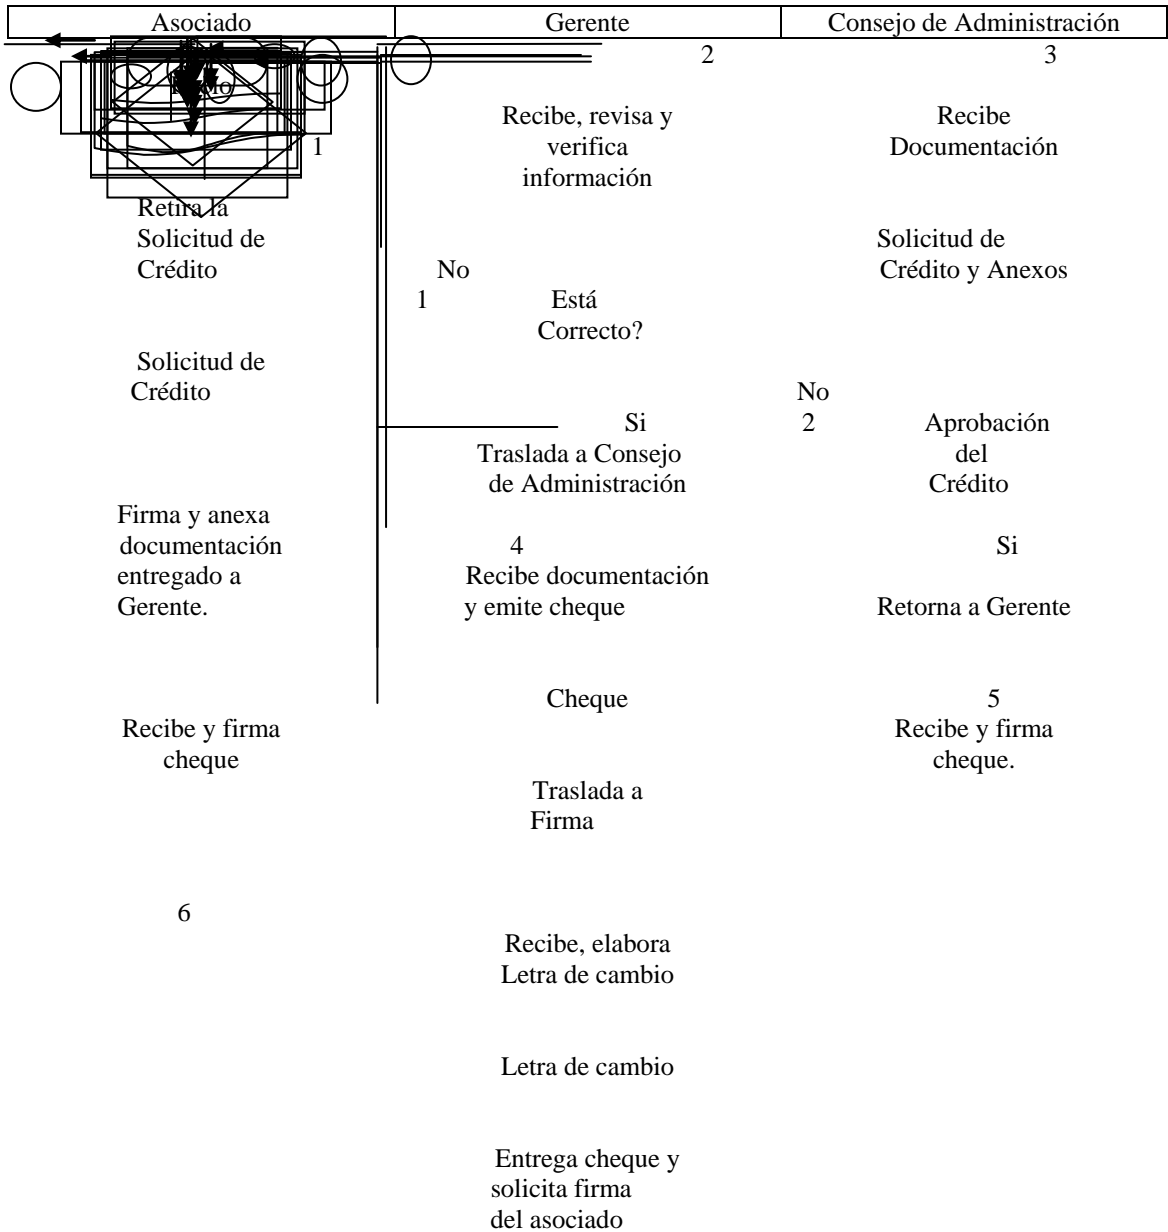 Asociado Gerente Consejo de Administración
2 3
1
Retira la
Solicitud de
Crédito
Solicitud de
Crédito
Firma y anexa
documentación
entregado a
Gerente.
Recibe y firma
cheque
6
Recibe, revisa y
verifica
información
No
1 Está
Correcto?
Si
Traslada a Consejo
de Administración
4
Recibe documentación
y emite cheque
Cheque
Traslada a
Firma
Recibe, elabora
Letra de cambio
Letra de cambio
Entrega cheque y
solicita firma
del asociado
Recibe
Documentación
Solicitud de
Crédito y Anexos
No
2 Aprobación
del
Crédito
Si
Retorna a Gerente
5
Recibe y firma
cheque.